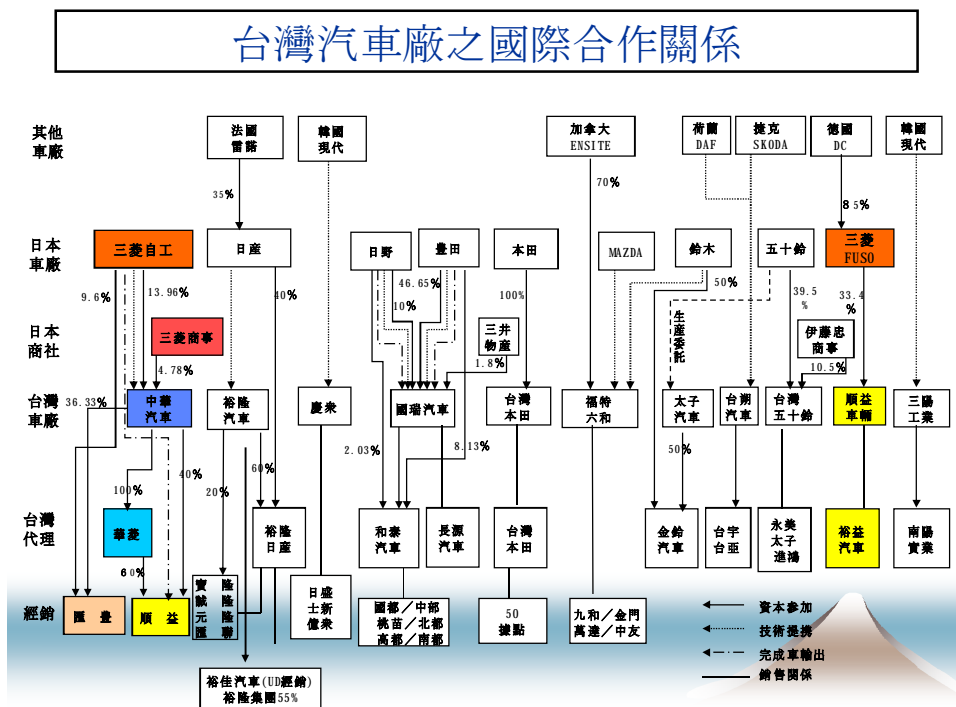 台灣汽車廠之國際合作關係
其他
車廠
法國
雷諾
韓國
現代
加拿大
ENSITE
荷蘭
DAF
捷克
SKODA
德國
DC
韓國
現代
35%
70%
85%
日本
車廠
三菱自工
日産
日野
豊田
本田
MAZDA
鈴木
五十鈴
三菱
FUSO
9.6%
13.96%
40%
46.65%
10%
100%
50%
39.5
%
33.4
%
生産委託
日本
商社
三菱商事
三井
物産
伊藤忠
商事
4.78%
1.8%
10.5%
台灣
車廠
36.33%
中華
汽車
裕隆
汽車
慶衆
國瑞汽車
台灣
本田
福特
六和
太子
汽車
台朔
汽車
台灣
五十鈴
順益
車輛
三陽
工業
100%
40%
20%
60%
2.03%
8.13%
50%
台灣
代理
華菱
裕隆
日産
和泰
汽車
長源
汽車
台灣
本田
金鈴
汽車
台宇
台亞
永美
太子
進鴻
裕益
汽車
南陽
實業
60%
經銷
匯 豊
順 益
寶 隆
誠 隆
元 隆
匯 聯
日盛
士新
億衆
國都／中部
桃苗／北都
高都／南都
50
據點
九和／金門
萬達／中友
資本參加
技術提携
完成車輸出
銷售関係
裕佳汽車(UD經銷)
裕隆集團55%